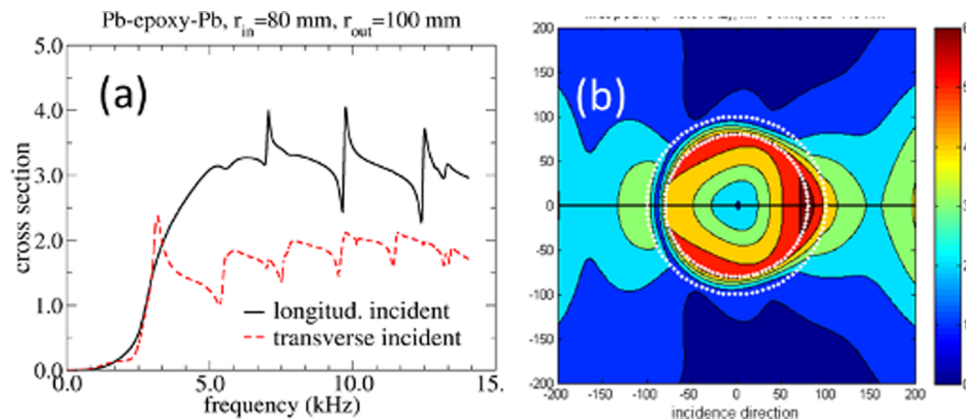 Pb-epoxy-Pb, r_in=80 mm, r_out=100 mm
(a)
cross section
5.0
4.0
3.0
2.0
1.0
0.0
0.0 5.0 10.0 15.
frequency (kHz)
longitud. incident
transverse incident
(b)
200
150
100
50
0
-50
-100
-150
-200
-200 -150 -100 -50 0 50 100 150 200
incidence direction